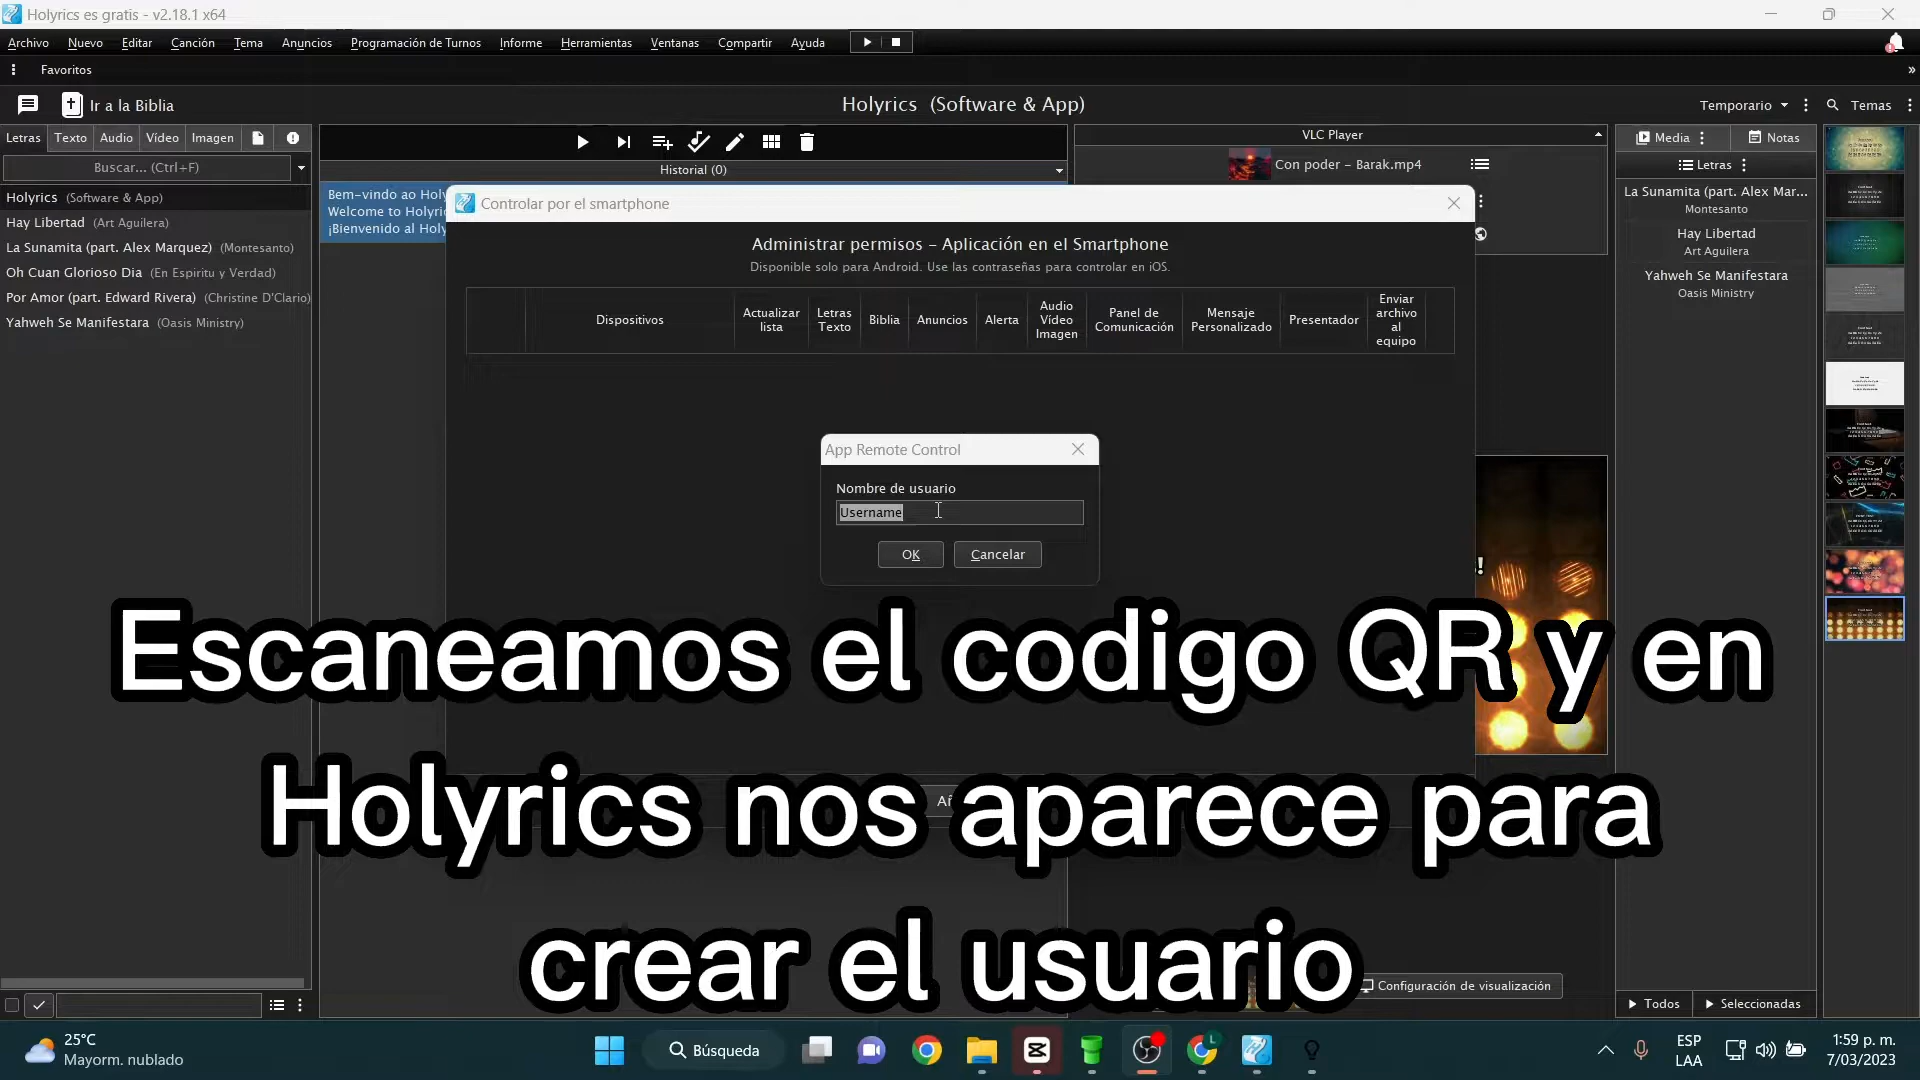 Holyrics es gratis - v2.18.1 x64
Archivo Nuevo Editar Canción Tema Anuncios Programación de Turnos Informe Herramientas Ventanas Compartir Ayuda
Favoritos
Ir a la Biblia
Holyrics (Software & App)
Temporario
Temas
Letras Texto Audio Vídeo Imagen
Buscar... (Ctrl+F)
Holyrics (Software & App)
Hay Libertad (Art Aguilera)
La Sunamita (part. Alex Marquez) (Montesanto)
Oh Cuan Glorioso Dia (En Espiritu y Verdad)
Por Amor (part. Edward Rivera) (Christine D'Clario)
Yahweh Se Manifestara (Oasis Ministry)
Historial (0)
Bem-vindo ao Holy
Welcome to Holyri
¡Bienvenido al Holy
VLC Player
Con poder - Barak.mp4
Media
Notas
Letras
La Sunamita (part. Alex Mar...
Montesanto
Hay Libertad
Art Aguilera
Yahweh Se Manifestara
Oasis Ministry
Controlar por el smartphone
Administrar permisos - Aplicación en el Smartphone
Disponible solo para Android. Use las contraseñas para controlar en iOS.
Dispositivos
Actualizar lista
Letras Texto
Biblia
Anuncios
Alerta
Audio Vídeo Imagen
Panel de Comunicación
Mensaje Personalizado
Presentador
Enviar archivo al equipo
App Remote Control
Nombre de usuario
Username
OK
Cancelar
!
Escaneamos el codigo QR y en
Holyrics nos aparece para
crear el usuario
Configuración de visualización
Todos
Seleccionadas
25°C
Mayorm. nublado
Búsqueda
ESP
LAA
1:59 p. m.
7/03/2023